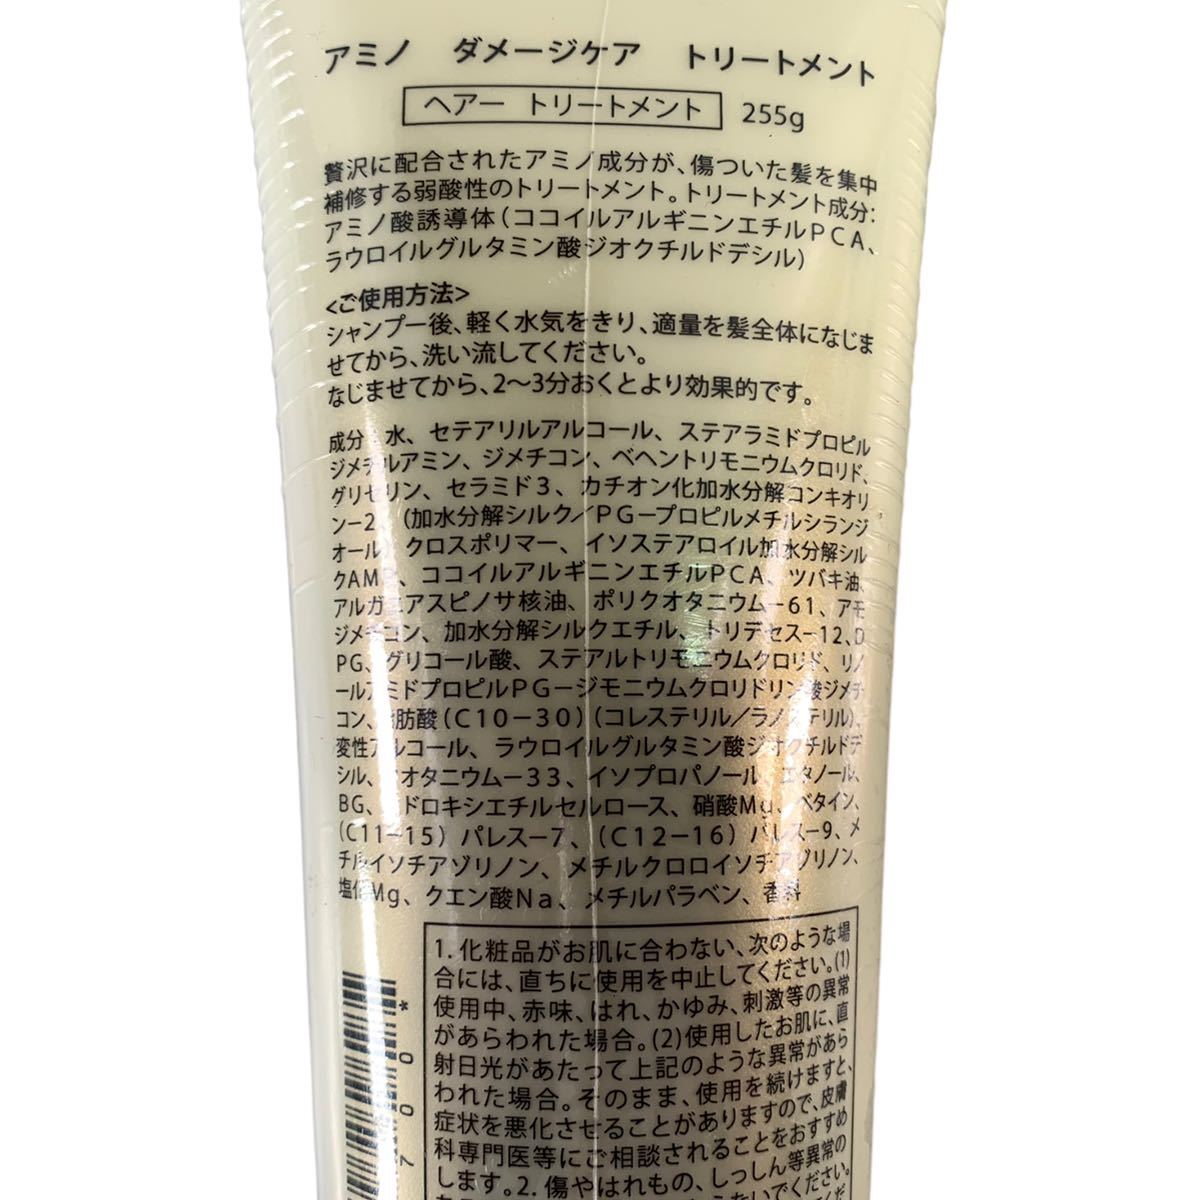 アミノ　ダメージケア　トリートメント
ヘアー トリートメント 255g
贅沢に配合されたアミノ成分が、傷ついた髪を集中
補修する弱酸性のトリートメント。トリートメント成分:
アミノ酸誘導体(ココイルアルギニンエチルPCA、
ラウロイルグルタミン酸ジオクチルドデシル)
<ご使用方法>
シャンプー後、軽く水気をきり、適量を髪全体になじま
せてから、洗い流してください。
なじませてから、2〜3分おくとより効果的です。
成分:水、セテアリルアルコール、ステアラミドプロピル
ジメチルアミン、ジメチコン、ベヘントリモニウムクロリド、
グリセリン、セラミド3、カチオン化加水分解コンキオリ
ン−2、(加水分解シルク/PG−プロピルメチルシランジ
オール)クロスポリマー、イソステアロイル加水分解シル
クAMP、ココイルアルギニンエチルPCA、ツバキ油、
アルガニアスピノサ核油、ポリクオタニウム−61、アモ
ジメチコン、加水分解シルクエチル、トリデセス−12、D
PG、グリコール酸、ステアルトリモニウムクロリド、リノ
ールアミドプロピルPG−ジモニウムクロリドリン酸ジメチ
コン、脂肪酸(C10−30)(コレステリル/ラノステリル)、
変性アルコール、ラウロイルグルタミン酸ジオクチルドデ
シル、クオタニウム−33、イソプロパノール、エタノール、
BG、ヒドロキシエチルセルロース、硝酸Mg、ベタイン、
(C11−15)パレス−7、(C12−16)パレス−9、メ
チルイソチアゾリノン、メチルクロロイソチアゾリノン、
塩化Mg、クエン酸Na、メチルパラベン、香料
1. 化粧品がお肌に合わない、次のような場
合には、直ちに使用を中止してください。(1)
使用中、赤味、はれ、かゆみ、刺激等の異常
があらわれた場合。(2)使用したお肌に、直
射日光があたって上記のような異常があら
われた場合。そのまま、使用を続けますと、
症状を悪化させることがありますので、皮膚
科専門医等にご相談されることをおすすめ
します。2. 傷やはれもの、しっしん等異常の